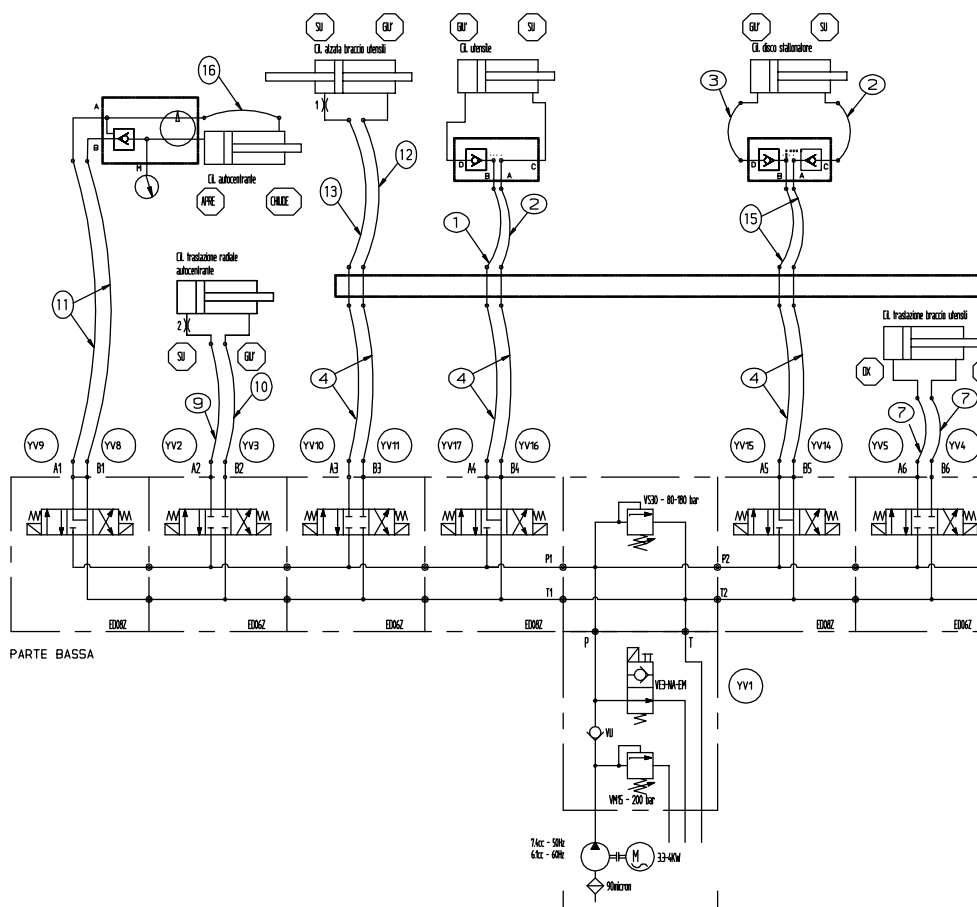 SU
GIU'
GIU'
SU
GIU'
SU
Cil. alzata braccio utensili
Cil. utensile
Cil. disco stallonatore
16
3
2
A
1
B
H
D
C
B
A
D
C
B
A
12
Cil. autocentrante
13
APRE
CHIUDE
1
2
15
Cil. traslazione radiale
autocentrante
11
2
Cil. traslazione braccio utensili
SU
GIU'
DX
4
4
4
9
10
7
7
YV9
YV8
YV2
YV3
YV10
YV11
YV17
YV16
YV15
YV14
YV5
YV4
A1
B1
A2
B2
A3
B3
A4
B4
A5
B5
A6
B6
VS30 - 80-180 bar
P1
P2
T1
T2
ED08Z
ED06Z
ED06Z
ED08Z
ED08Z
ED06Z
P
T
PARTE BASSA
VE3-NA-EM
YV1
VU
VM15 - 200 bar
7.4cc - 50Hz
6.1cc - 60Hz
M
3.3-4KW
90micron